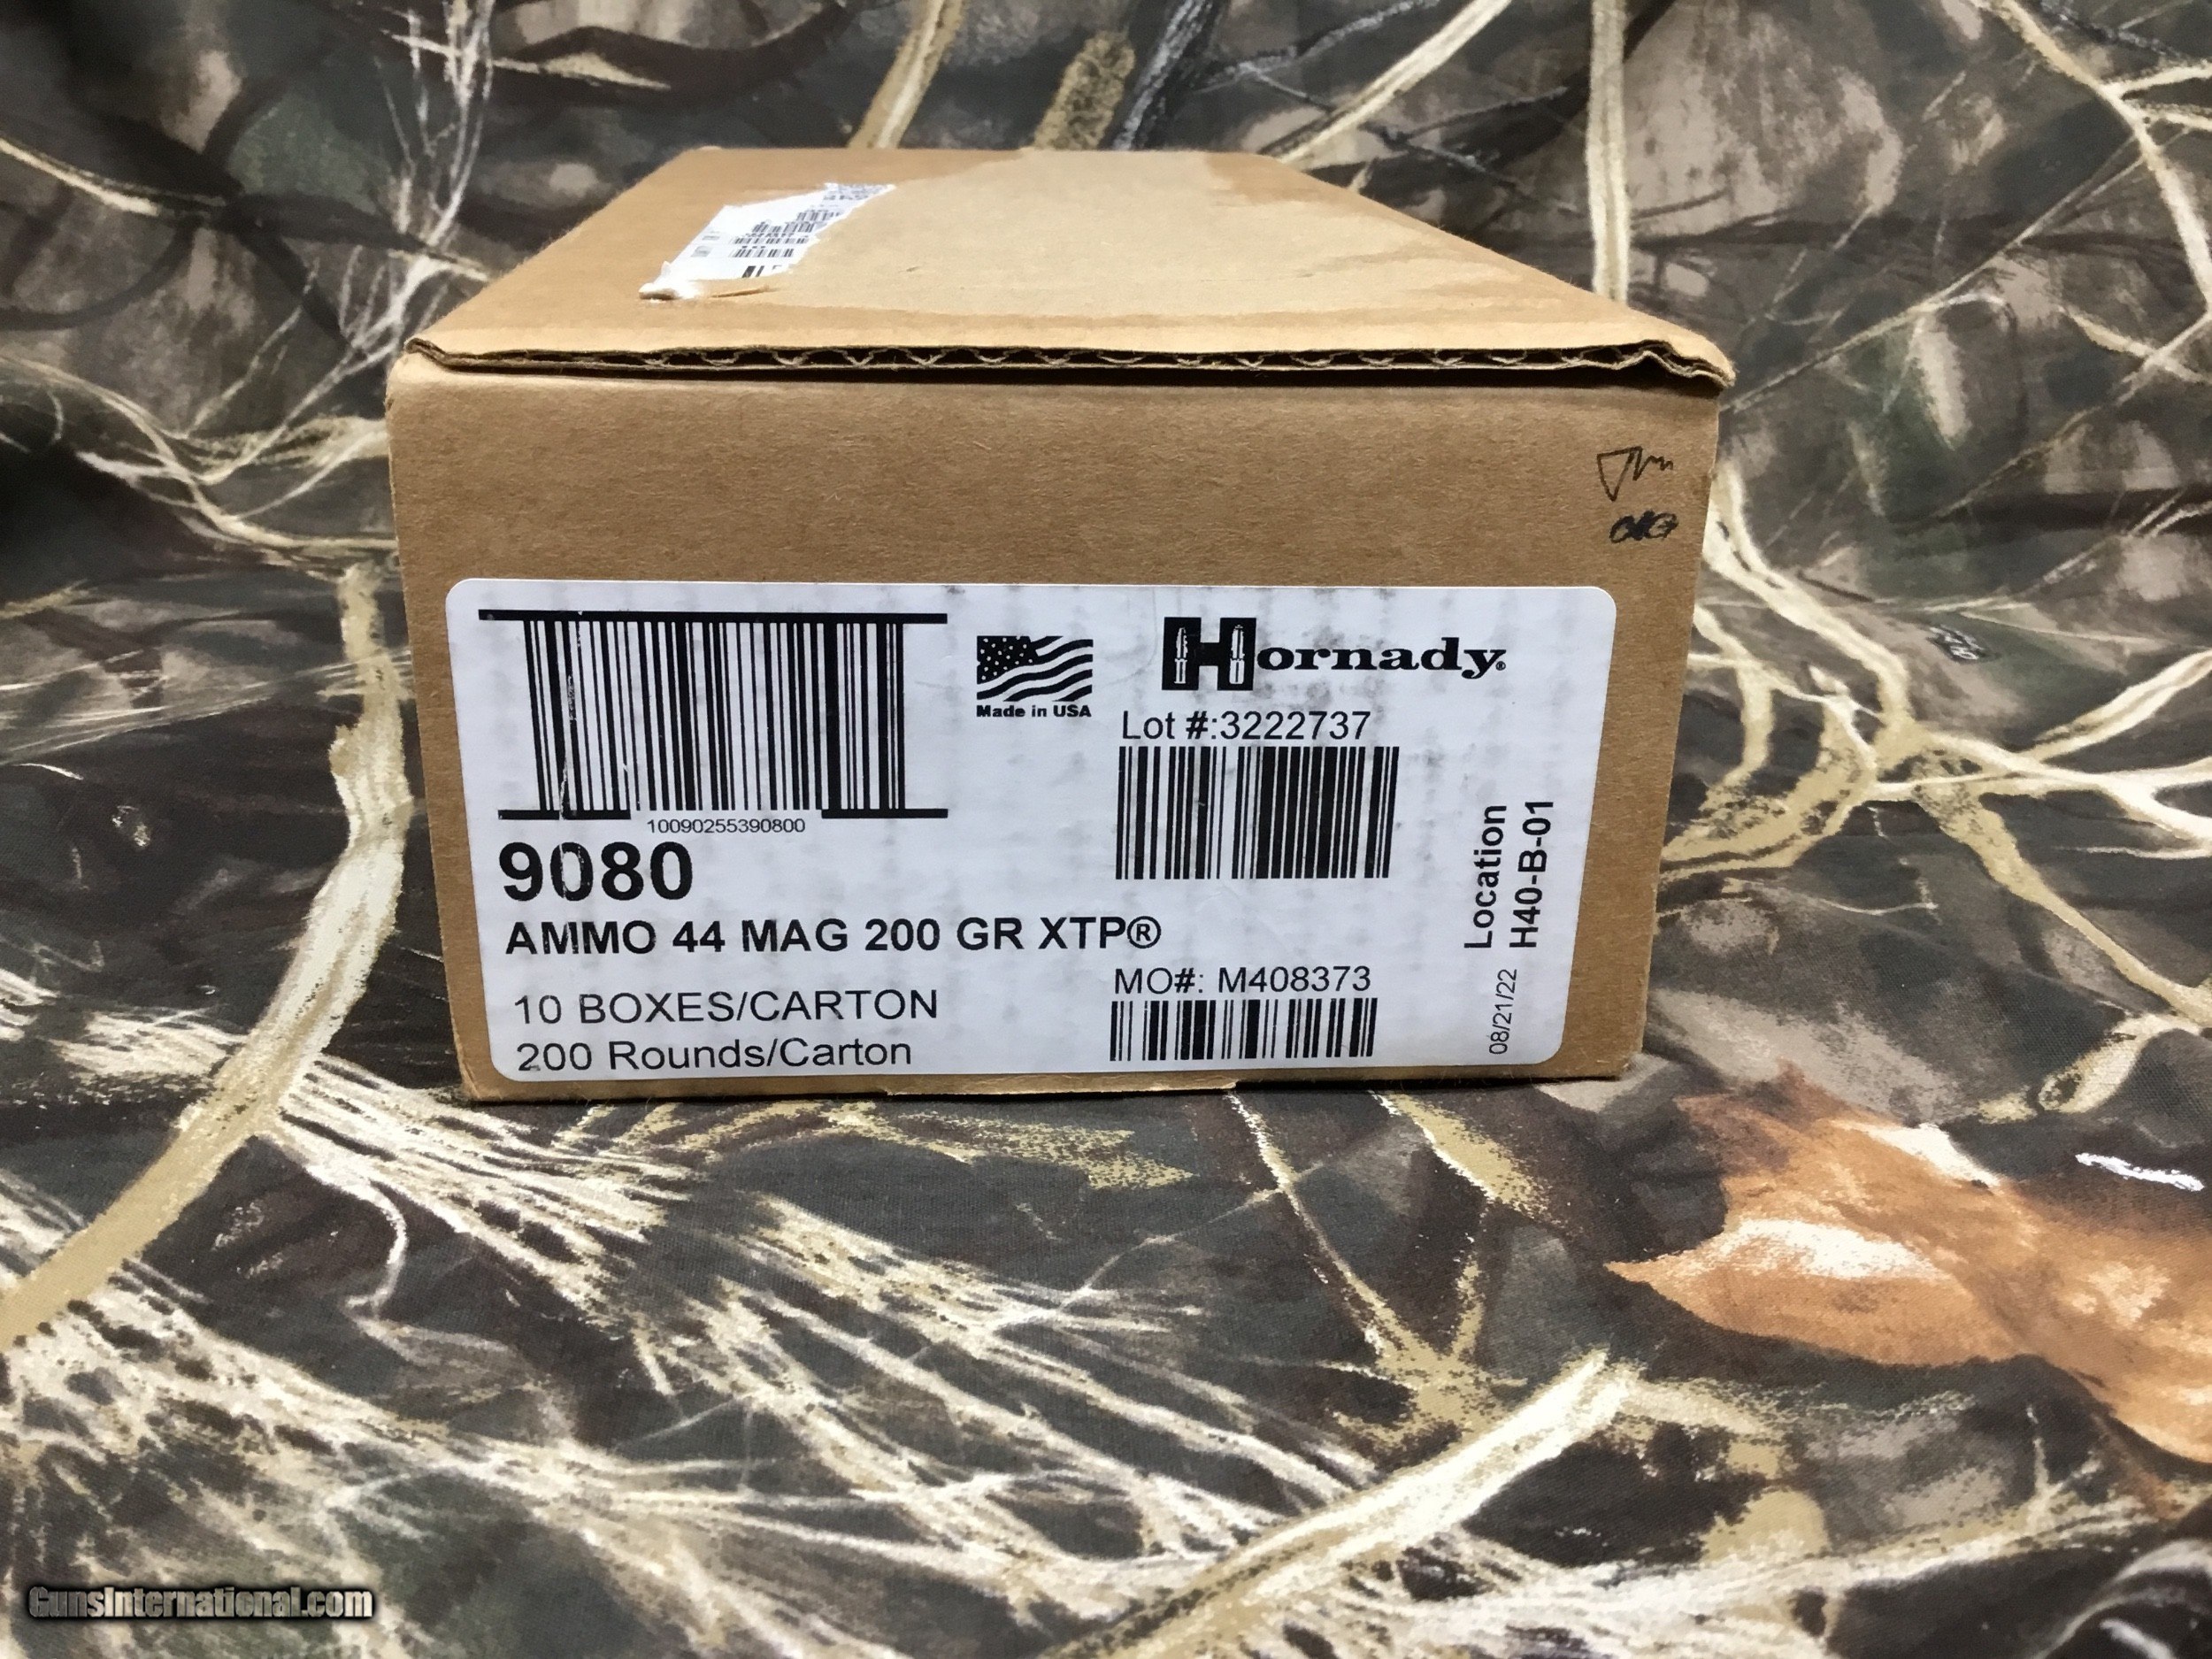 Made in USA
Hornady®
Lot #:3222737
10090255390800
9080
AMMO 44 MAG 200 GR XTP®
10 BOXES/CARTON
200 Rounds/Carton
MO#: M408373
Location
H40-B-01
08/21/22
GunsInternational.com